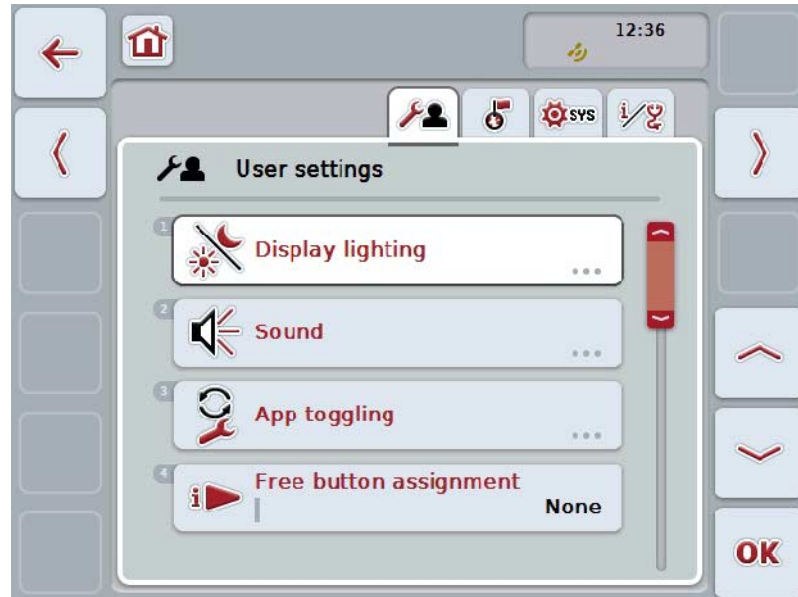 12:36
SYS
i
User settings
1
Display lighting
...
2
Sound
...
3
App toggling
...
4
Free button assignment
i
None
OK